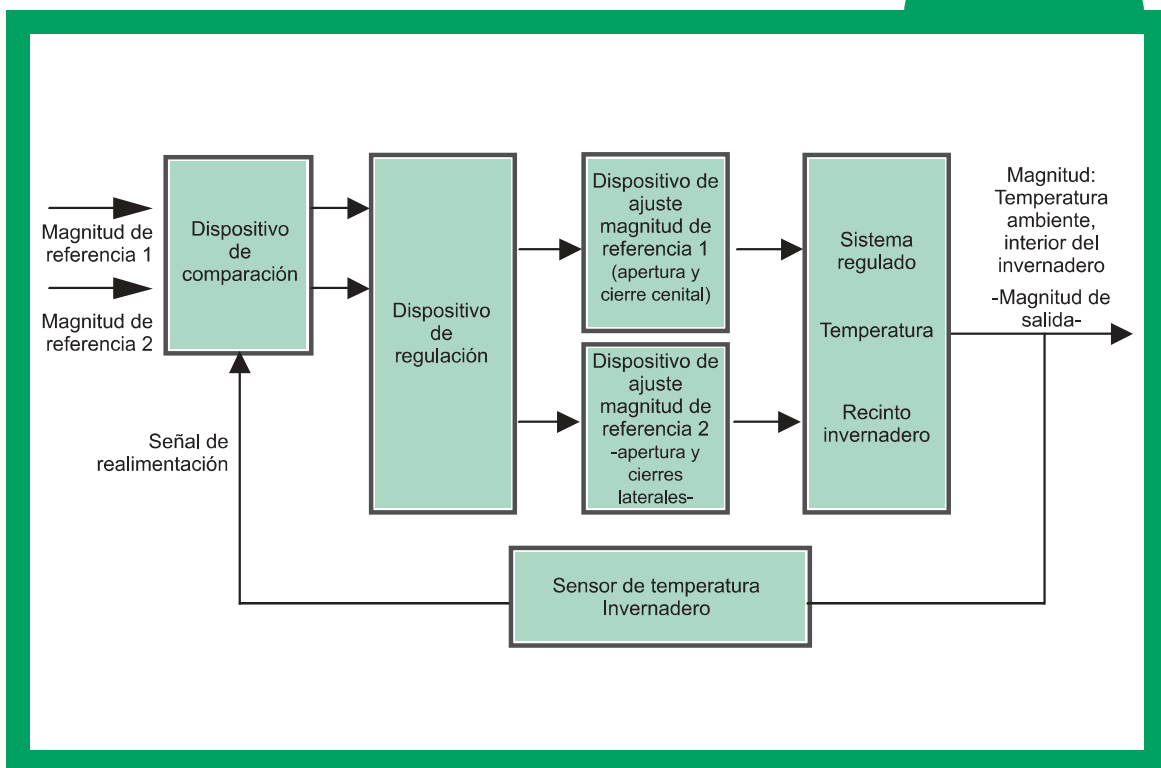 Magnitud de
referencia 1
Magnitud de
referencia 2
Dispositivo
de
comparación
Dispositivo
de
regulación
Dispositivo de
ajuste
magnitud de
referencia 1
(apertura y
cierre cenital)
Dispositivo de
ajuste
magnitud de
referencia 2
-apertura y
cierres
laterales-
Sistema
regulado
Temperatura
Recinto
invernadero
Magnitud:
Temperatura
ambiente,
interior del
invernadero
-Magnitud de
salida-
Señal de
realimentación
Sensor de temperatura
Invernadero